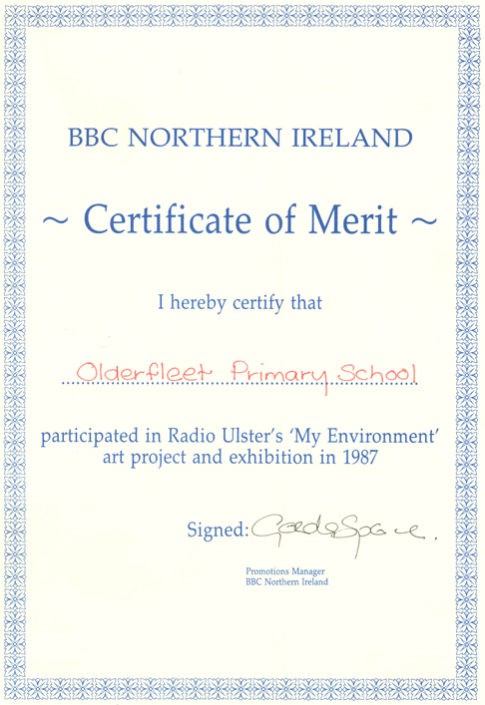 BBC NORTHERN IRELAND
~ Certificate of Merit ~
I hereby certify that
Olderfleet Primary School
participated in Radio Ulster's 'My Environment'
art project and exhibition in 1987
Signed:
Promotions Manager
BBC Northern Ireland